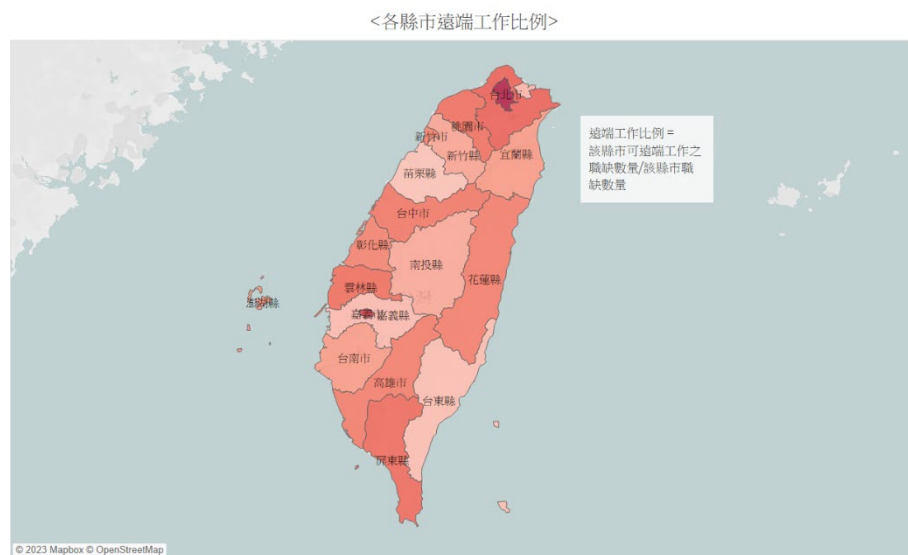 <各縣市遠端工作比例>
台北市
桃園市
新竹市
新竹縣
宜蘭縣
苗栗縣
台中市
彰化縣
南投縣
花蓮縣
雲林縣
嘉義縣
台南市
高雄市
台東縣
屏東縣
遠端工作比例 =
該縣市可遠端工作之
職缺數量/該縣市職
缺數量
© 2023 Mapbox © OpenStreetMap